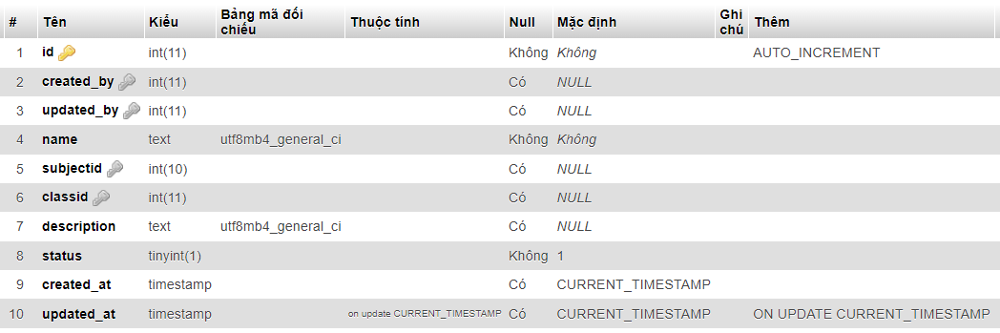 # Tên Kiểu Bảng mã đối chiếu Thuộc tính Null Mặc định Ghi chú Thêm
1 id int(11) Không Không AUTO_INCREMENT
2 created_by int(11) Có NULL
3 updated_by int(11) Có NULL
4 name text utf8mb4_general_ci Không Không
5 subjectid int(10) Có NULL
6 classid int(11) Có NULL
7 description text utf8mb4_general_ci Có NULL
8 status tinyint(1) Không 1
9 created_at timestamp Có CURRENT_TIMESTAMP
10 updated_at timestamp on update CURRENT_TIMESTAMP Có CURRENT_TIMESTAMP ON UPDATE CURRENT_TIMESTAMP